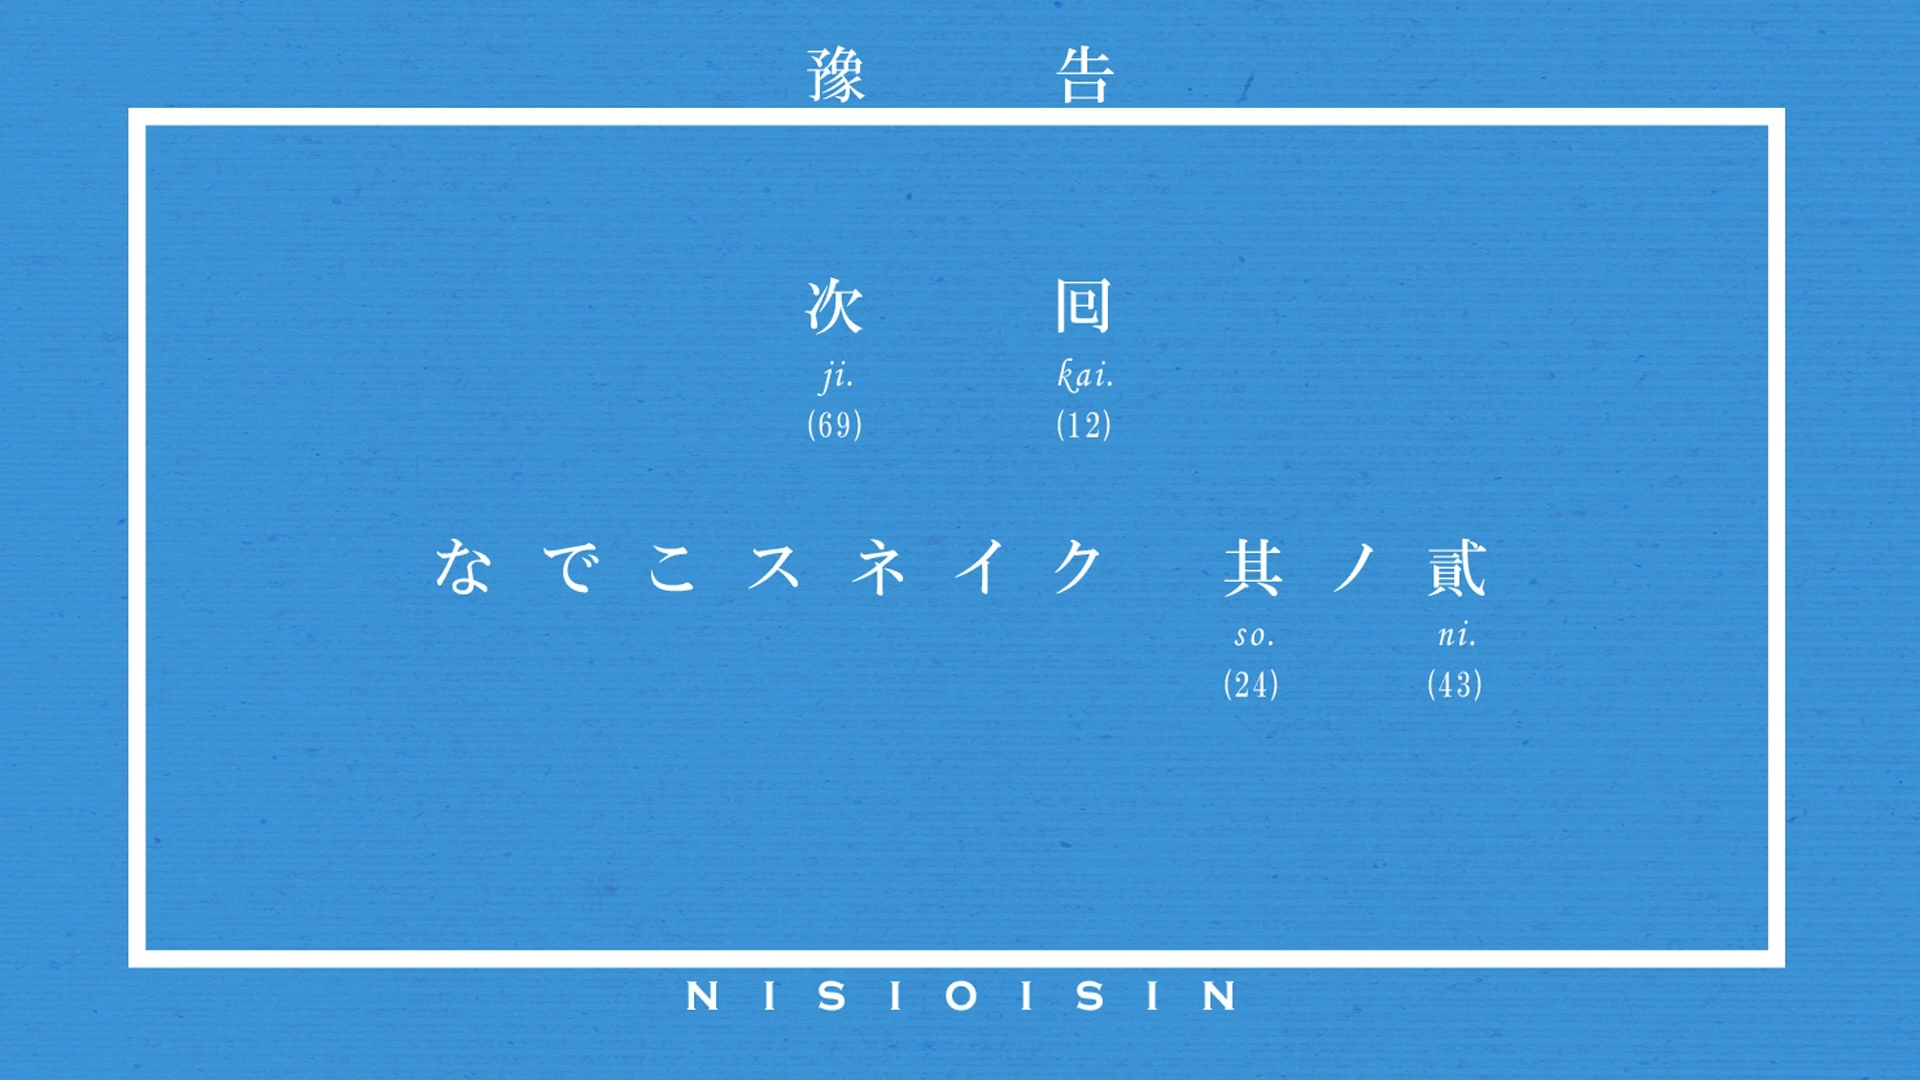 豫告
次囘
ji. kai.
(69) (12)
なでこスネイク 其ノ貳
so. ni.
(24) (43)
NISIOISIN